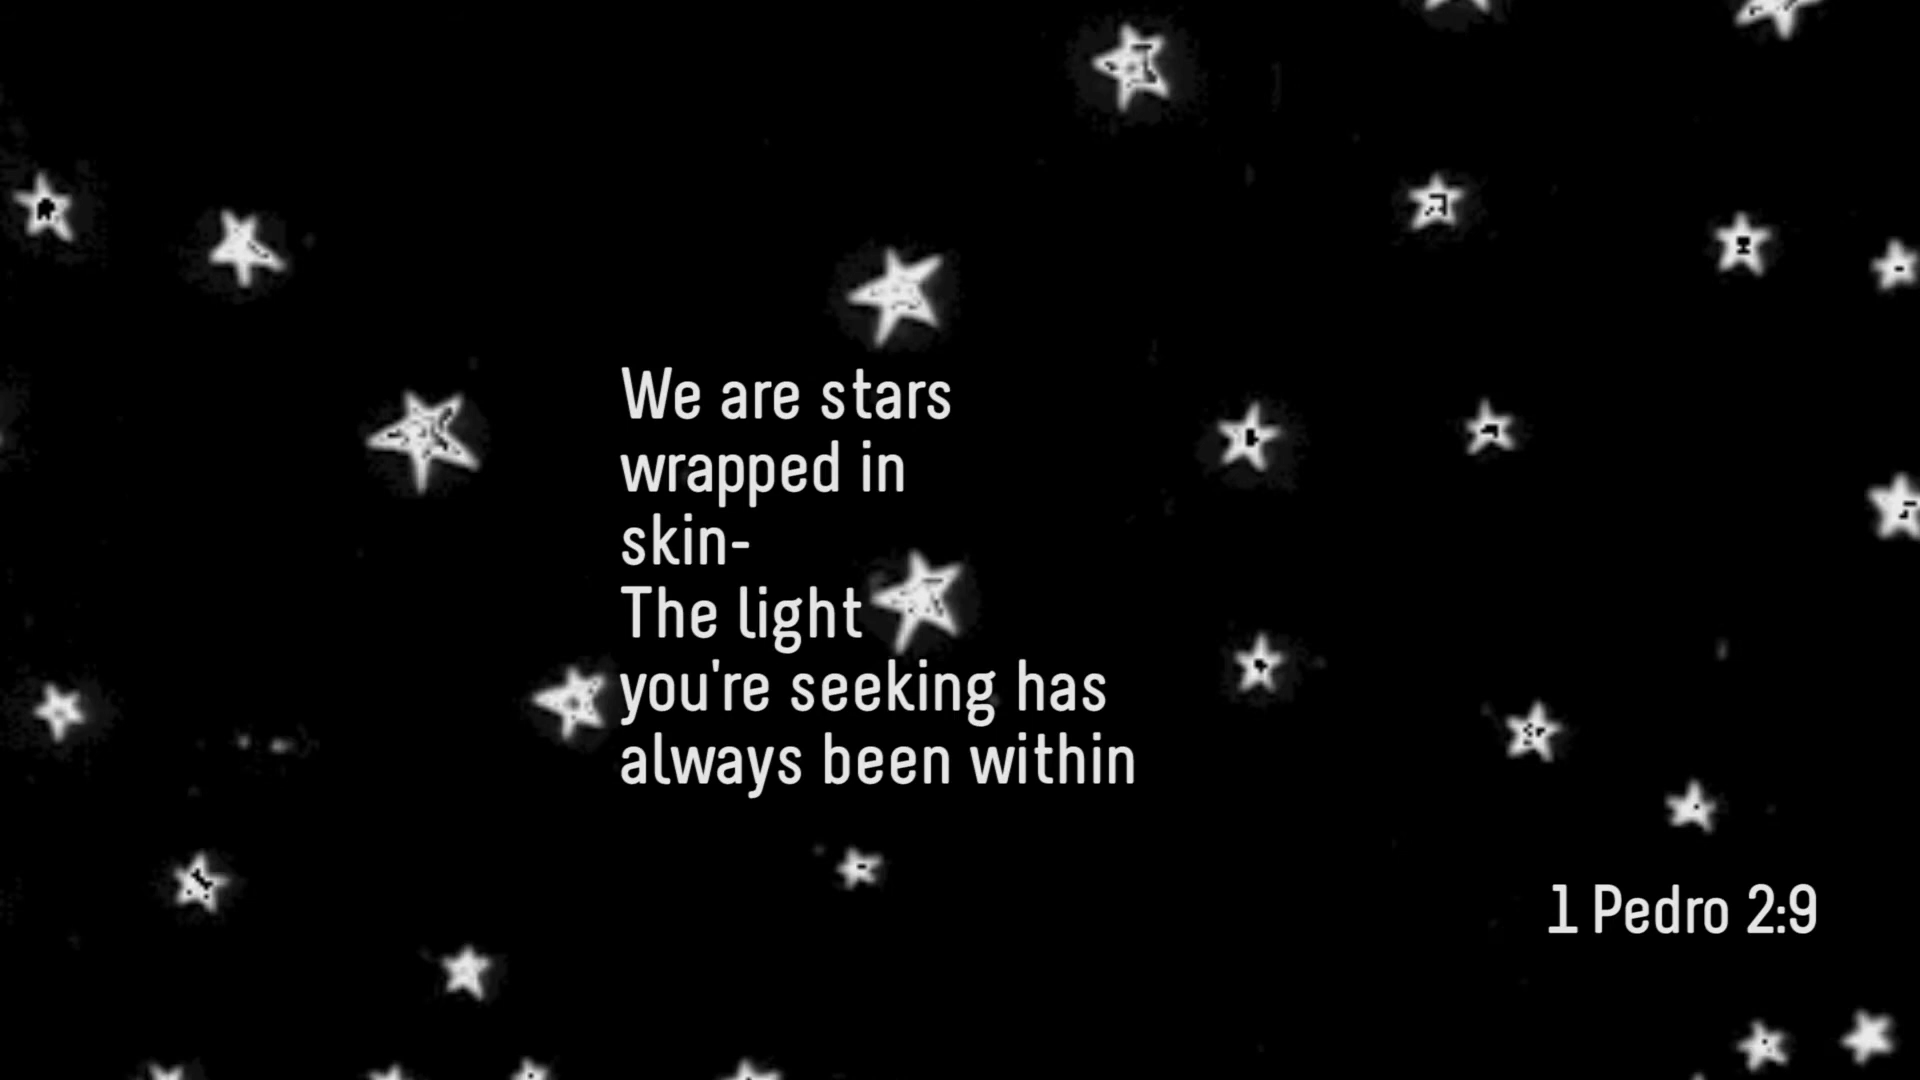 We are stars
wrapped in
skin-
The light
you're seeking has
always been within
1 Pedro 2:9